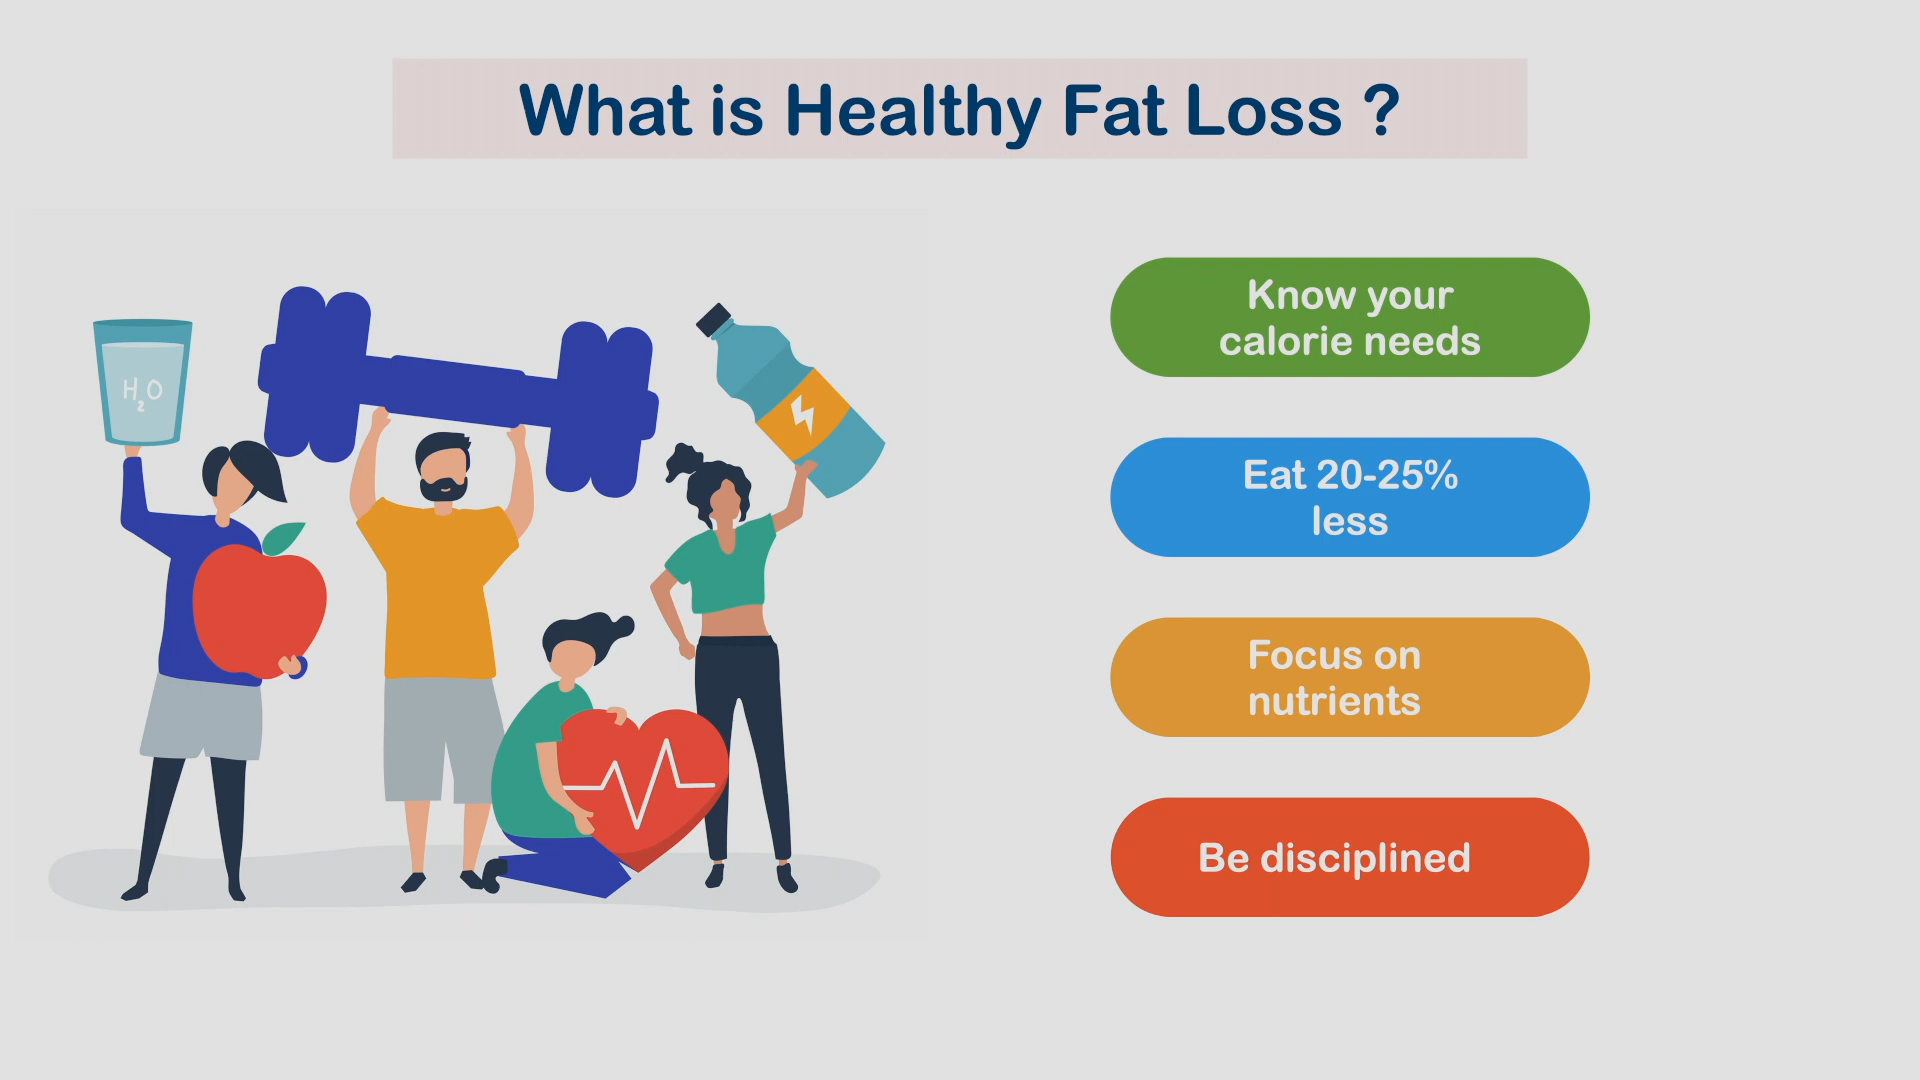 What is Healthy Fat Loss ?
H₂O
Know your
calorie needs
Eat 20-25%
less
Focus on
nutrients
Be disciplined